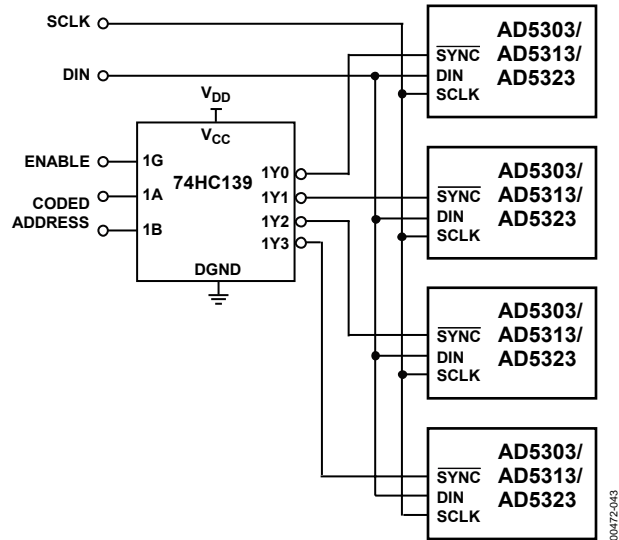 SCLK
DIN
VDD
VCC
ENABLE
CODED
ADDRESS
1G
1A
1B
74HC139
1Y0
1Y1
1Y2
1Y3
DGND
AD5303/
AD5313/
AD5323
SYNC
DIN
SCLK
AD5303/
AD5313/
AD5323
SYNC
DIN
SCLK
AD5303/
AD5313/
AD5323
SYNC
DIN
SCLK
AD5303/
AD5313/
AD5323
SYNC
DIN
SCLK
00472-043